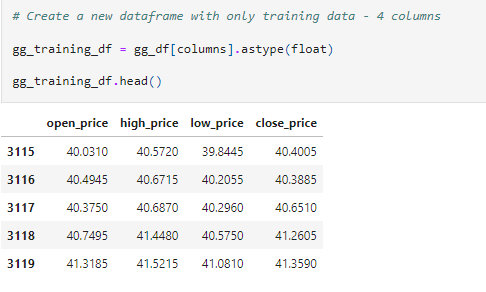 # Create a new dataframe with only training data - 4 columns
gg_training_df = gg_df[columns].astype(float)
gg_training_df.head()
open_price high_price low_price close_price
3115 40.0310 40.5720 39.8445 40.4005
3116 40.4945 40.6715 40.2055 40.3885
3117 40.3750 40.6870 40.2960 40.6510
3118 40.7495 41.4480 40.5750 41.2605
3119 41.3185 41.5215 41.0810 41.3590